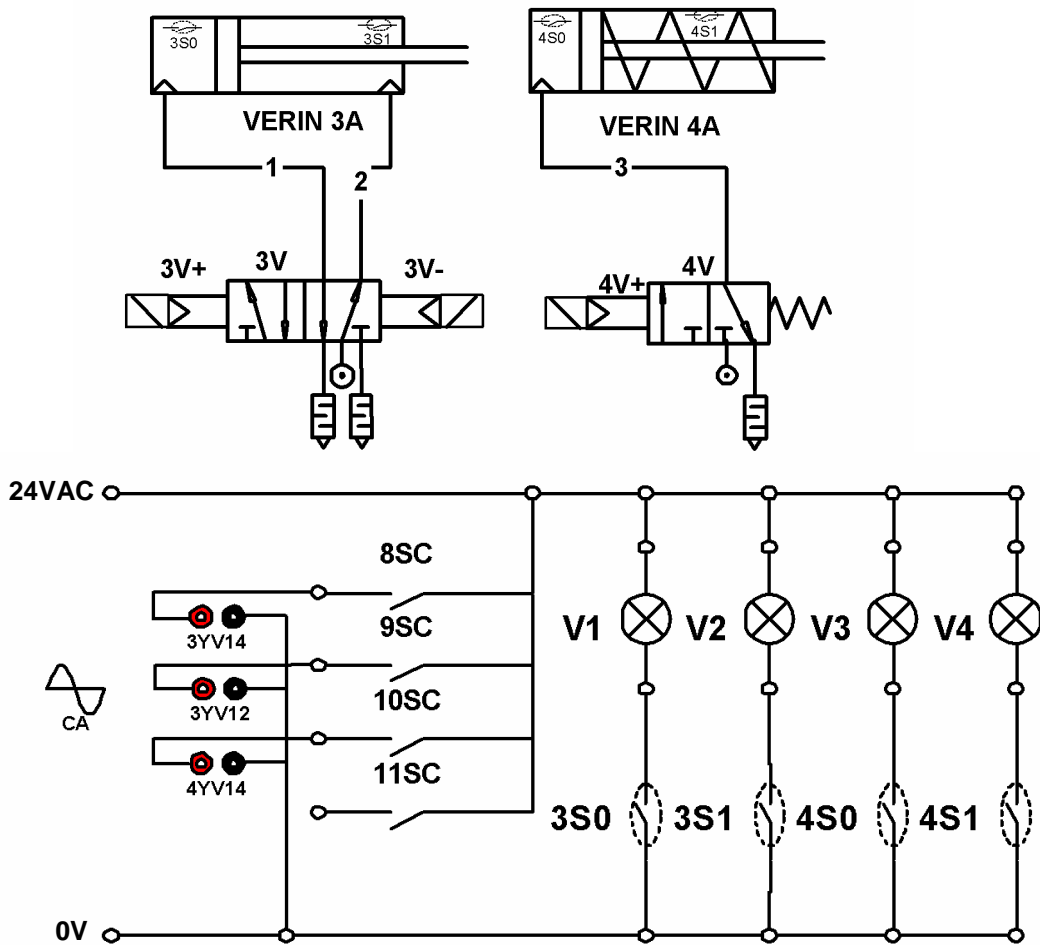 3S0 3S1 4S0 4S1
VERIN 3A VERIN 4A
1 2 3
3V+ 3V 3V- 4V+ 4V
24VAC
8SC
9SC
3YV14
V1 V2 V3 V4
10SC
3YV12
CA
11SC
4YV14
3S0 3S1 4S0 4S1
0V